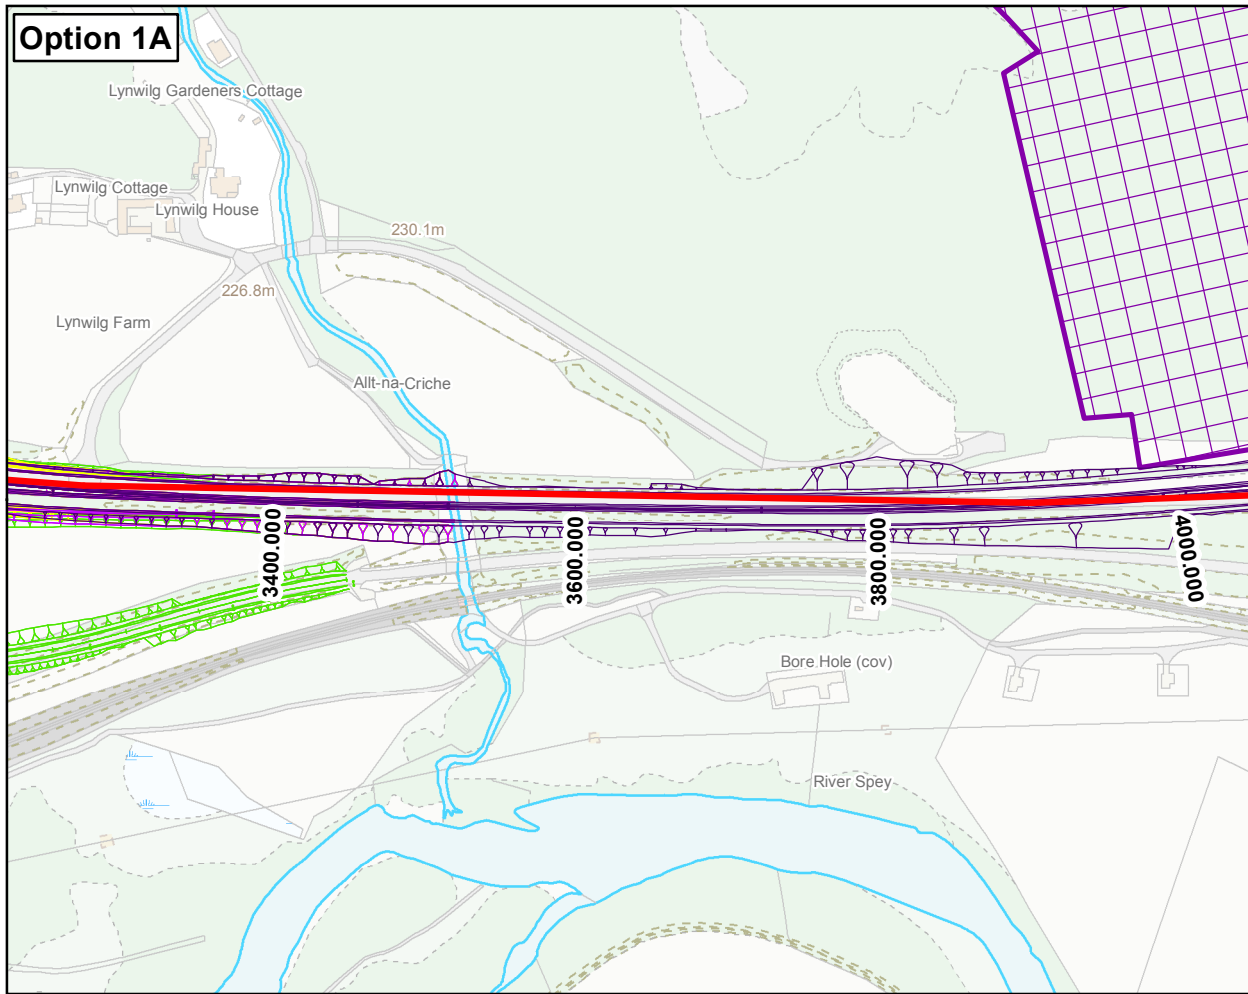 Option 1A
Lynwilg Gardeners Cottage
Lynwilg Cottage
Lynwilg House
230.1m
226.8m
Lynwilg Farm
Allt-na-Criche
3400.000
3600.000
3800.000
4000.000
Bore Hole (cov)
River Spey